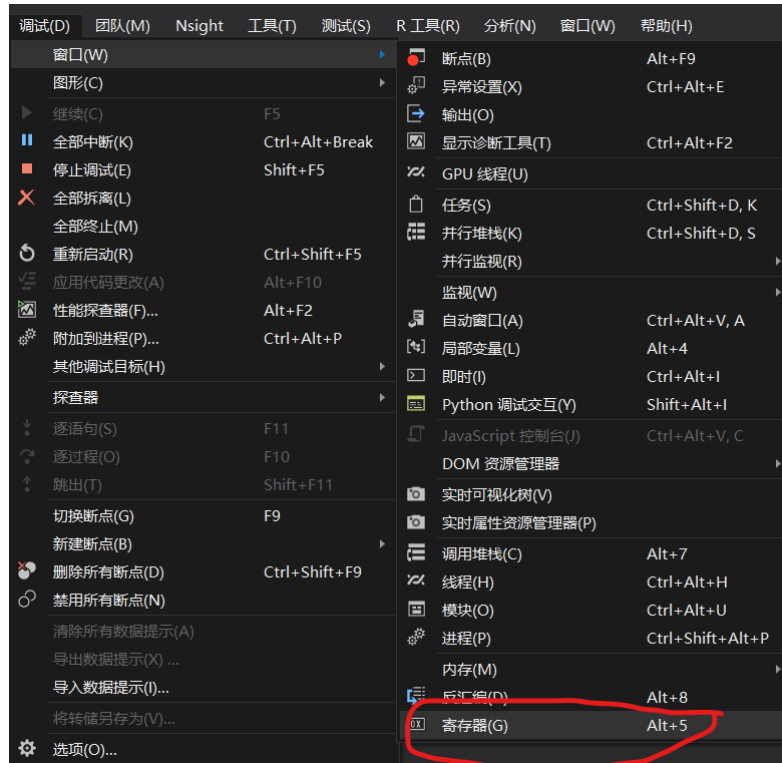 调试(D) 团队(M) Nsight 工具(T) 测试(S) R 工具(R) 分析(N) 窗口(W) 帮助(H)
窗口(W)
图形(C)
继续(C) F5
全部中断(K) Ctrl+Alt+Break
停止调试(E) Shift+F5
全部拆离(L)
全部终止(M)
重新启动(R) Ctrl+Shift+F5
应用代码更改(A) Alt+F10
性能探查器(F)... Alt+F2
附加到进程(P)... Ctrl+Alt+P
其他调试目标(H)
探查器
逐语句(S) F11
逐过程(O) F10
跳出(T) Shift+F11
切换断点(G) F9
新建断点(B)
删除所有断点(D) Ctrl+Shift+F9
禁用所有断点(N)
清除所有数据提示(A)
导出数据提示(X) ...
导入数据提示(I)...
将转储另存为(V)...
选项(O)...
断点(B) Alt+F9
异常设置(X) Ctrl+Alt+E
输出(O)
显示诊断工具(T) Ctrl+Alt+F2
GPU 线程(U)
任务(S) Ctrl+Shift+D, K
并行堆栈(K) Ctrl+Shift+D, S
并行监视(R)
监视(W)
自动窗口(A) Ctrl+Alt+V, A
局部变量(L) Alt+4
即时(I) Ctrl+Alt+I
Python 调试交互(Y) Shift+Alt+I
JavaScript 控制台(J) Ctrl+Alt+V, C
DOM 资源管理器
实时可视化树(V)
实时属性资源管理器(P)
调用堆栈(C) Alt+7
线程(H) Ctrl+Alt+H
模块(O) Ctrl+Alt+U
进程(P) Ctrl+Shift+Alt+P
内存(M)
反汇编(D) Alt+8
寄存器(G) Alt+5